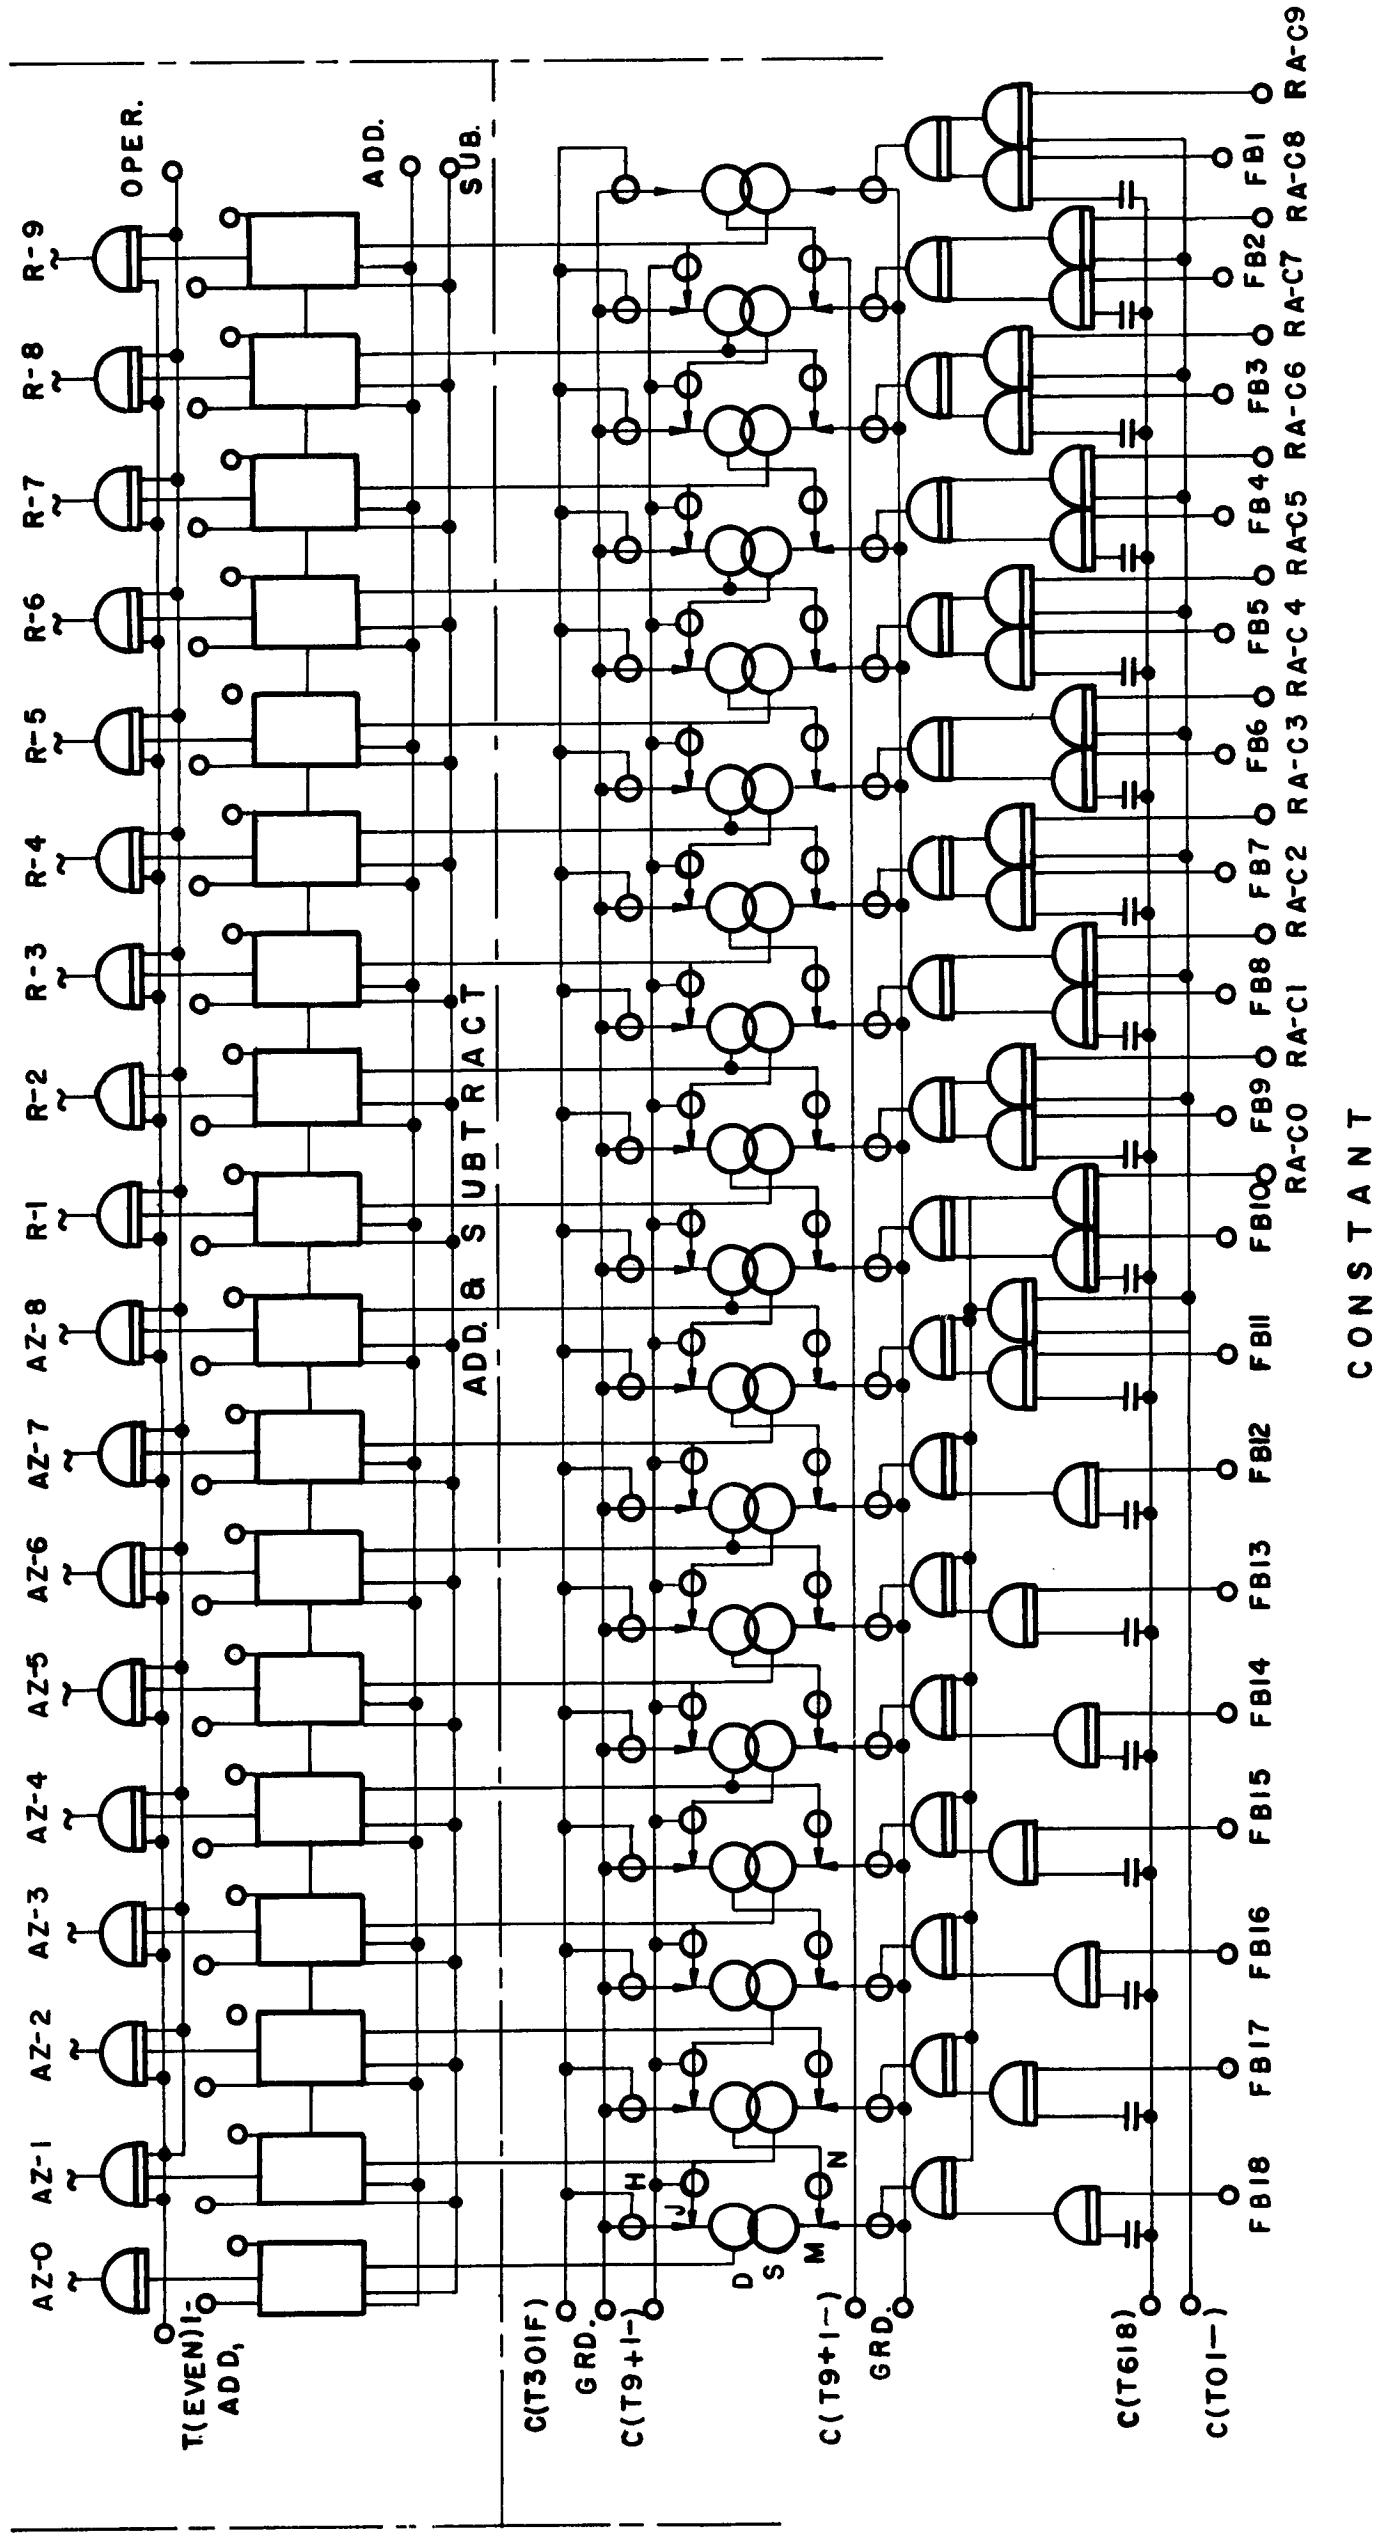 AZ-0 AZ-1 AZ-2 AZ-3 AZ-4 AZ-5 AZ-6 AZ-7 AZ-8 R-1 R-2 R-3 R-4 R-5 R-6 R-7 R-8 R-9
OPER.
T.(EVEN)1-
ADD,
ADD.
SUB.
ADD. & SUBTRACT
C(T301F)
GRD.
C(T9+1-)
H
J
D
S
M
N
C(T9+1-)
GRD.
C(T618)
C(T01-)
FB18 FB17 FB16 FB15 FB14 FB13 FB12 FB11 FB10 FB9 FB8 FB7 FB6 FB5 FB4 FB3 FB2 FB1
RA-C0 RA-C1 RA-C2 RA-C3 RA-C4 RA-C5 RA-C6 RA-C7 RA-C8 RA-C9
CONSTANT